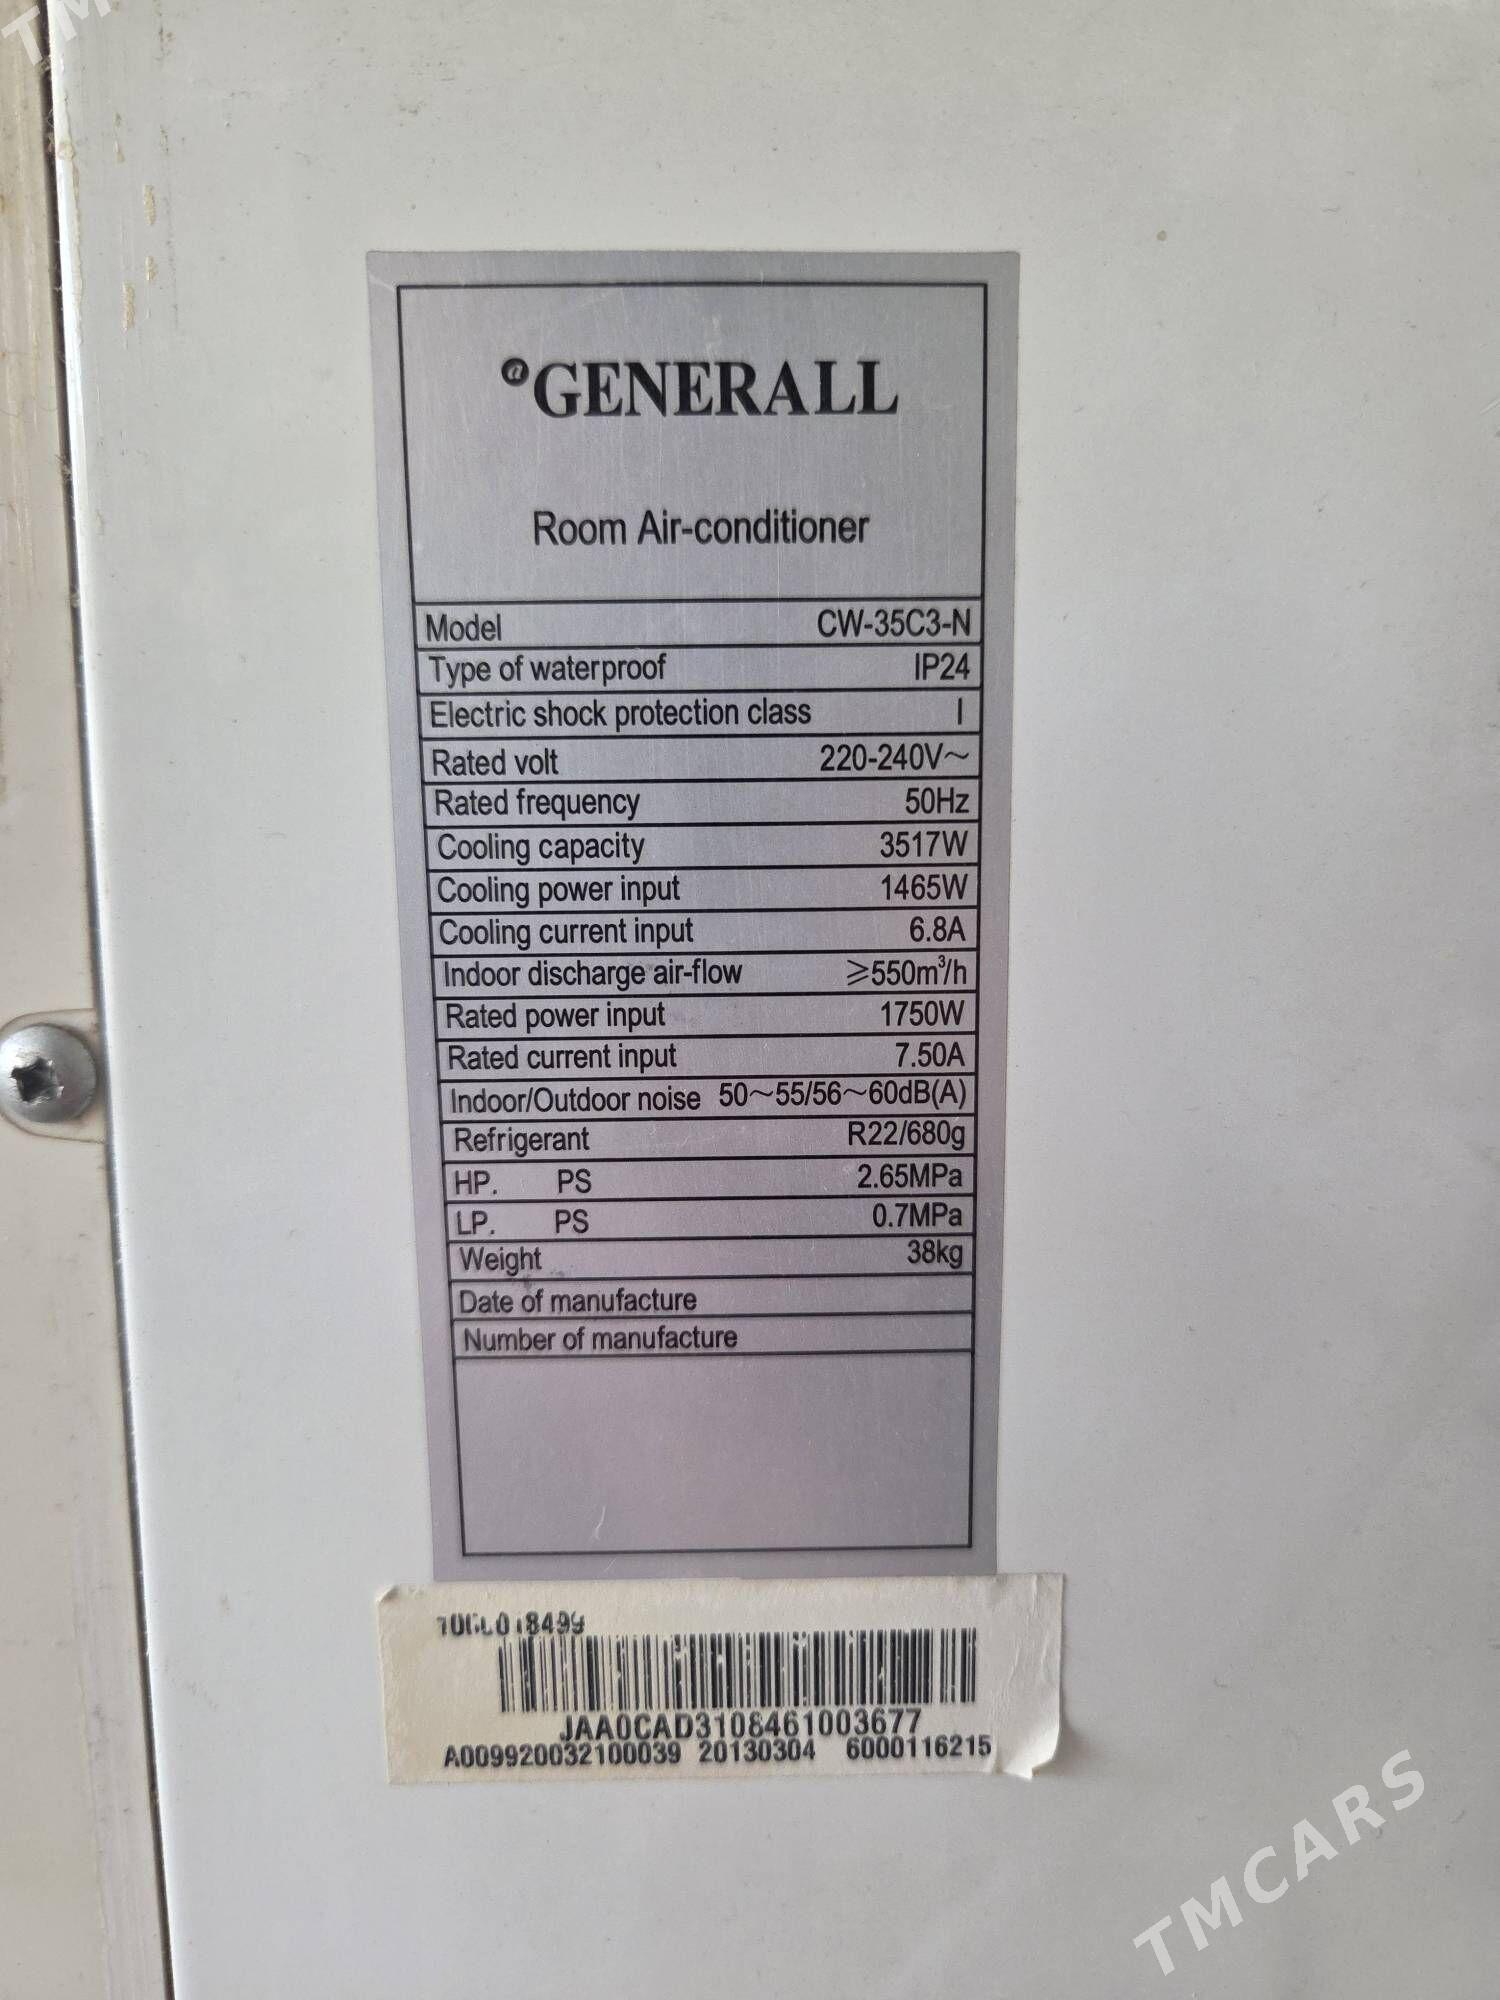 TM
@GENERALL
Room Air-conditioner
Model CW-35C3-N
Type of waterproof IP24
Electric shock protection class I
Rated volt 220-240V～
Rated frequency 50Hz
Cooling capacity 3517W
Cooling power input 1465W
Cooling current input 6.8A
Indoor discharge air-flow ≥550m³/h
Rated power input 1750W
Rated current input 7.50A
Indoor/Outdoor noise 50～55/56～60dB(A)
Refrigerant R22/680g
HP. PS 2.65MPa
LP. PS 0.7MPa
Weight 38kg
Date of manufacture
Number of manufacture
JAA0CAD3108461003677
A009920032100039 20130304 6000116215
TMCARS